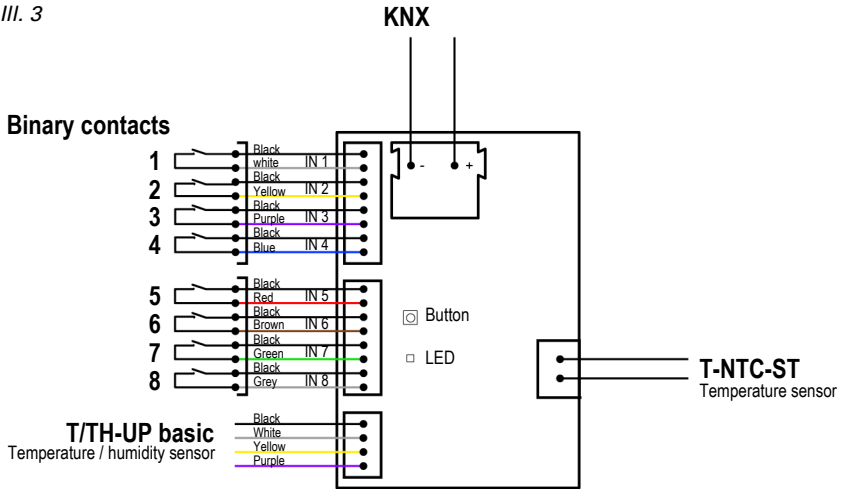 Ill. 3
KNX
- +
Binary contacts
1 Black
white IN 1
2 Black
Yellow IN 2
3 Black
Purple IN 3
4 Black
Blue IN 4
5 Black
Red IN 5
6 Black
Brown IN 6
7 Black
Green IN 7
8 Black
Grey IN 8
Button
LED
T-NTC-ST
Temperature sensor
T/TH-UP basic
Temperature / humidity sensor
Black
White
Yellow
Purple